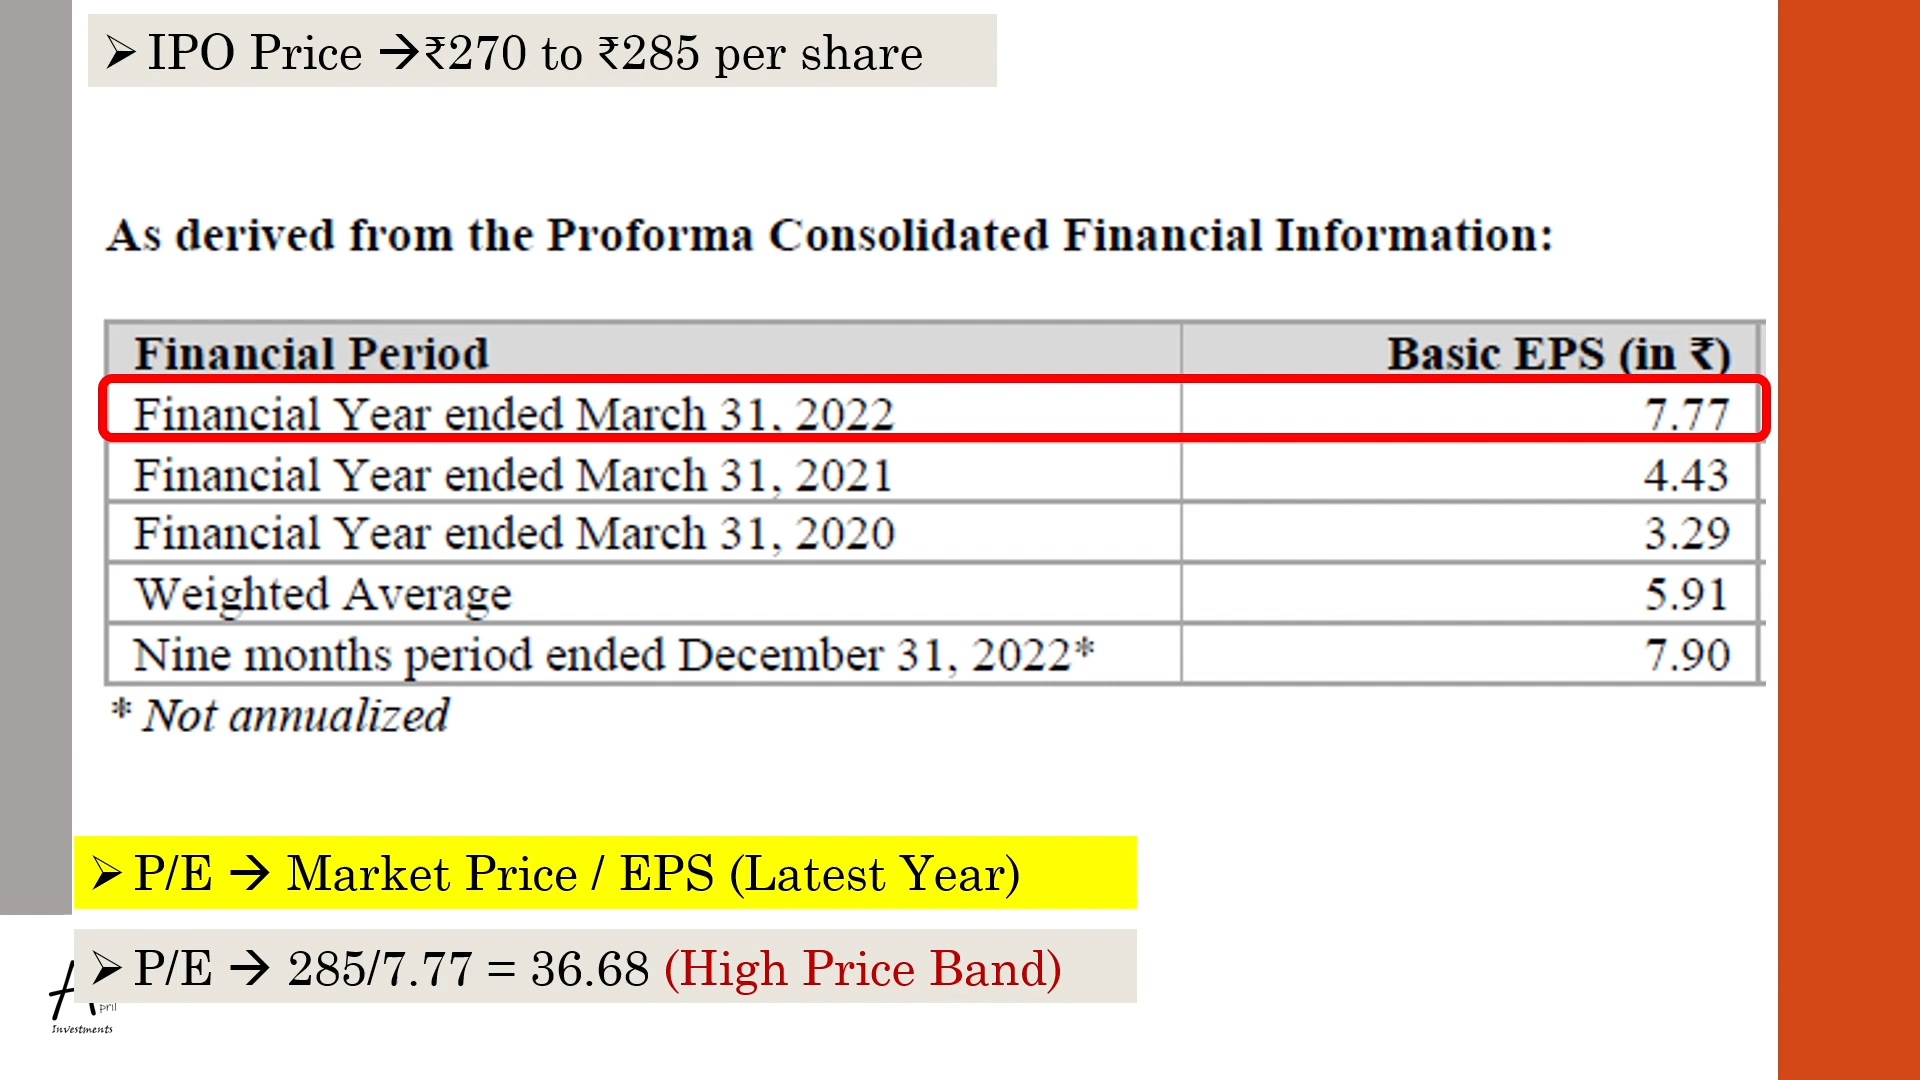 ➢ IPO Price →₹270 to ₹285 per share
As derived from the Proforma Consolidated Financial Information:
Financial Period Basic EPS (in ₹)
Financial Year ended March 31, 2022 7.77
Financial Year ended March 31, 2021 4.43
Financial Year ended March 31, 2020 3.29
Weighted Average 5.91
Nine months period ended December 31, 2022* 7.90
* Not annualized
➢ P/E → Market Price / EPS (Latest Year)
➢ P/E → 285/7.77 = 36.68 (High Price Band)
April
Investments